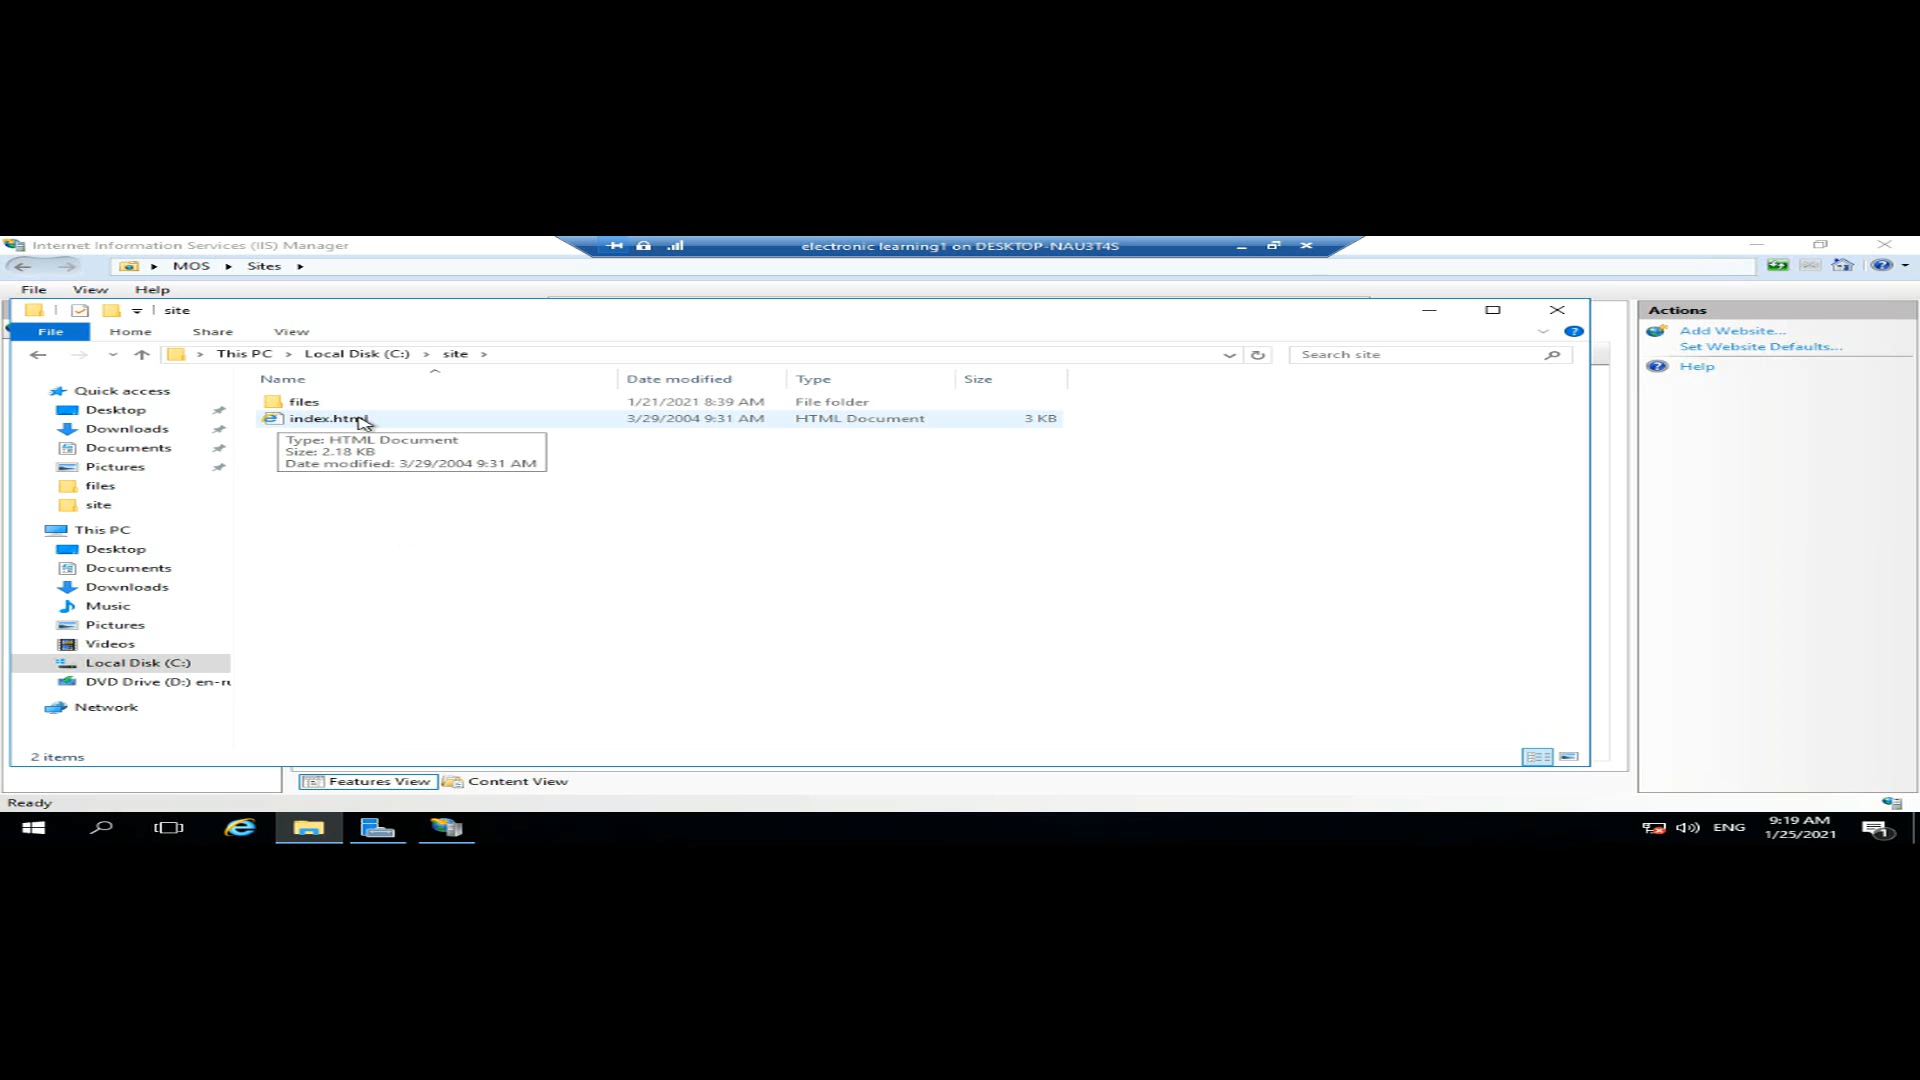 Internet Information Services (IIS) Manager
electronic learning1 on DESKTOP-NAU3T4S
MOS Sites
File View Help
site
File Home Share View
This PC Local Disk (C:) site
Search site
Name Date modified Type Size
files 1/21/2021 8:39 AM File folder
index.html 3/29/2004 9:31 AM HTML Document 3 KB
Type: HTML Document
Size: 2.18 KB
Date modified: 3/29/2004 9:31 AM
Quick access
Desktop
Downloads
Documents
Pictures
files
site
This PC
Desktop
Documents
Downloads
Music
Pictures
Videos
Local Disk (C:)
DVD Drive (D:) en-ru
Network
2 items
Actions
Add Website...
Set Website Defaults...
Help
Features View Content View
Ready
ENG
9:19 AM
1/25/2021
1